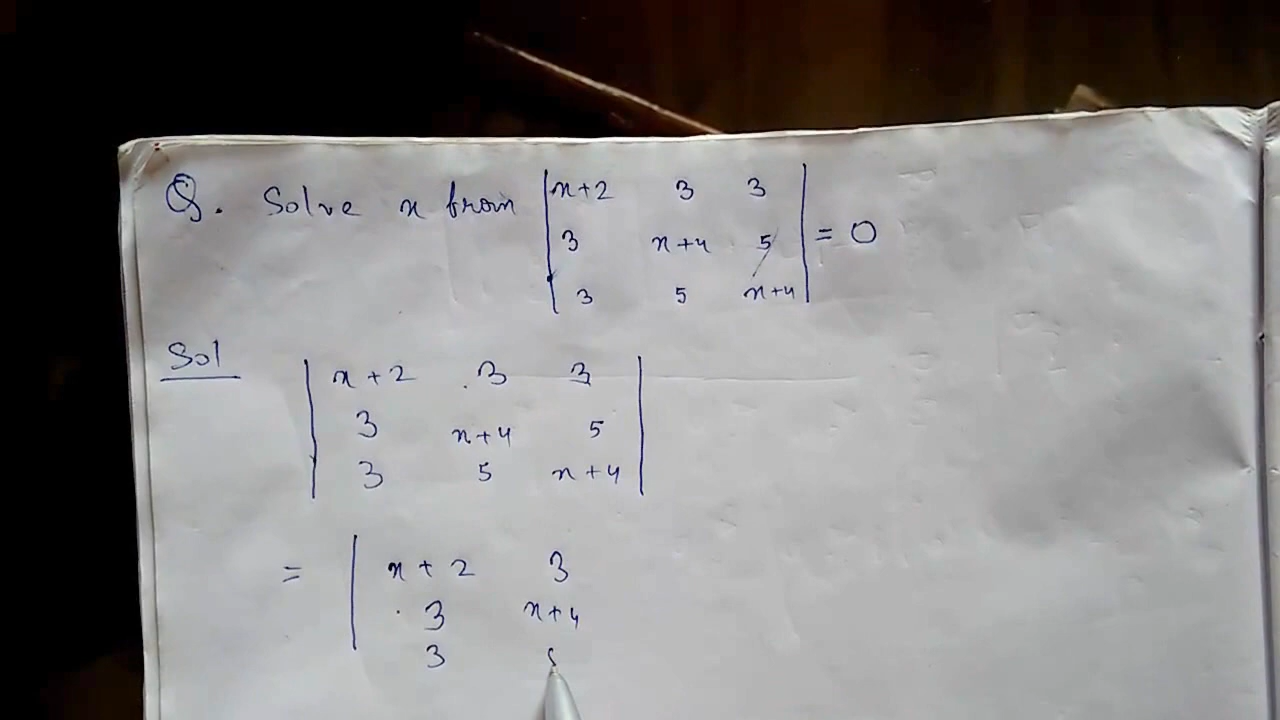 Q. Solve x from | x+2 3 3 |
| 3 x+4 5 | = 0
| 3 5 x+4 |
Sol
| x+2 3 3 |
| 3 x+4 5 |
| 3 5 x+4 |
= | x+2 3
3 x+4
3